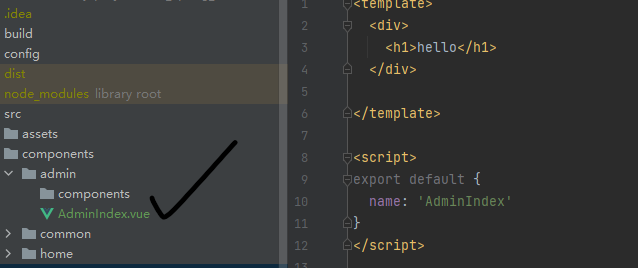 .idea
build
config
dist
node_modules library root
src
assets
components
admin
components
AdminIndex.vue
common
home
1 <template>
2 <div>
3 <h1>hello</h1>
4 </div>
5
6 </template>
7
8 <script>
9 export default {
10 name: 'AdminIndex'
11 }
12 </script>
13